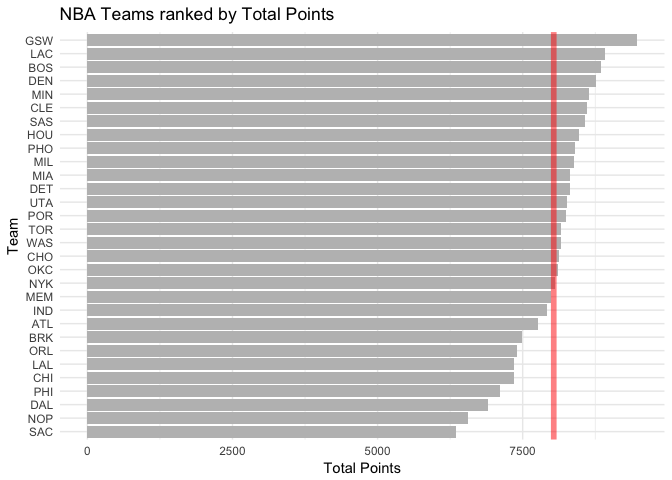 NBA Teams ranked by Total Points
GSW
LAC
BOS
DEN
MIN
CLE
SAS
HOU
PHO
MIL
MIA
DET
UTA
POR
TOR
WAS
CHO
OKC
NYK
MEM
IND
ATL
BRK
ORL
LAL
CHI
PHI
DAL
NOP
SAC
Team
0 2500 5000 7500
Total Points